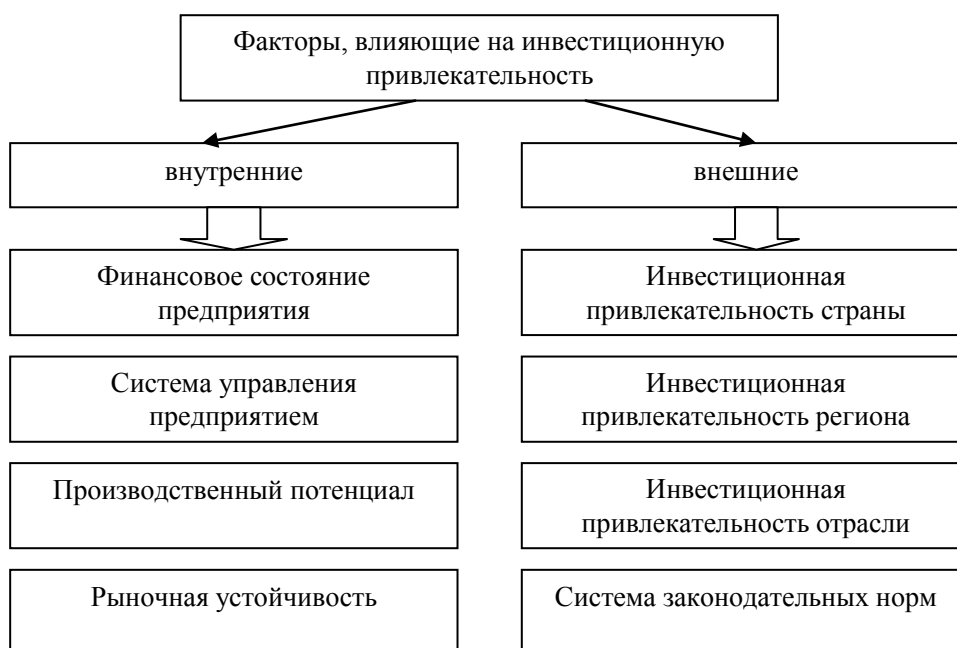 Факторы, влияющие на инвестиционную
привлекательность
внутренние
внешние
Финансовое состояние
предприятия
Инвестиционная
привлекательность страны
Система управления
предприятием
Инвестиционная
привлекательность региона
Производственный потенциал
Инвестиционная
привлекательность отрасли
Рыночная устойчивость
Система законодательных норм